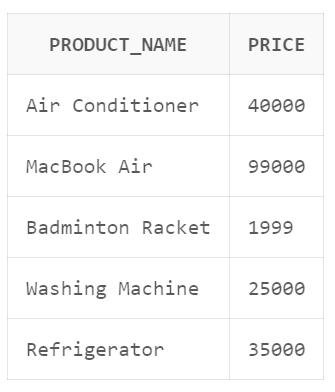 PRODUCT_NAME PRICE
Air Conditioner 40000
MacBook Air 99000
Badminton Racket 1999
Washing Machine 25000
Refrigerator 35000